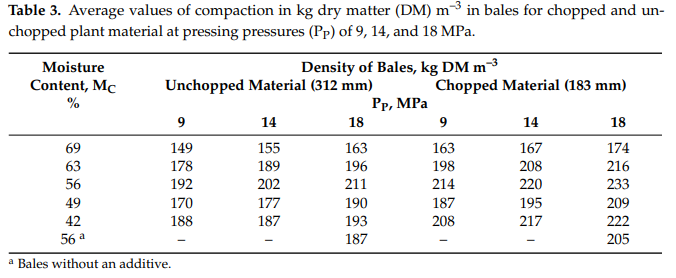 Table 3. Average values of compaction in kg dry matter (DM) m−3 in bales for chopped and un-
chopped plant material at pressing pressures (PP) of 9, 14, and 18 MPa.
Moisture Content, MC %
Density of Bales, kg DM m−3
Unchopped Material (312 mm) Chopped Material (183 mm)
PP, MPa
9 14 18 9 14 18
69 149 155 163 163 167 174
63 178 189 196 198 208 216
56 192 202 211 214 220 233
49 170 177 190 187 195 209
42 188 187 193 208 217 222
56 a – – 187 – – 205
a Bales without an additive.